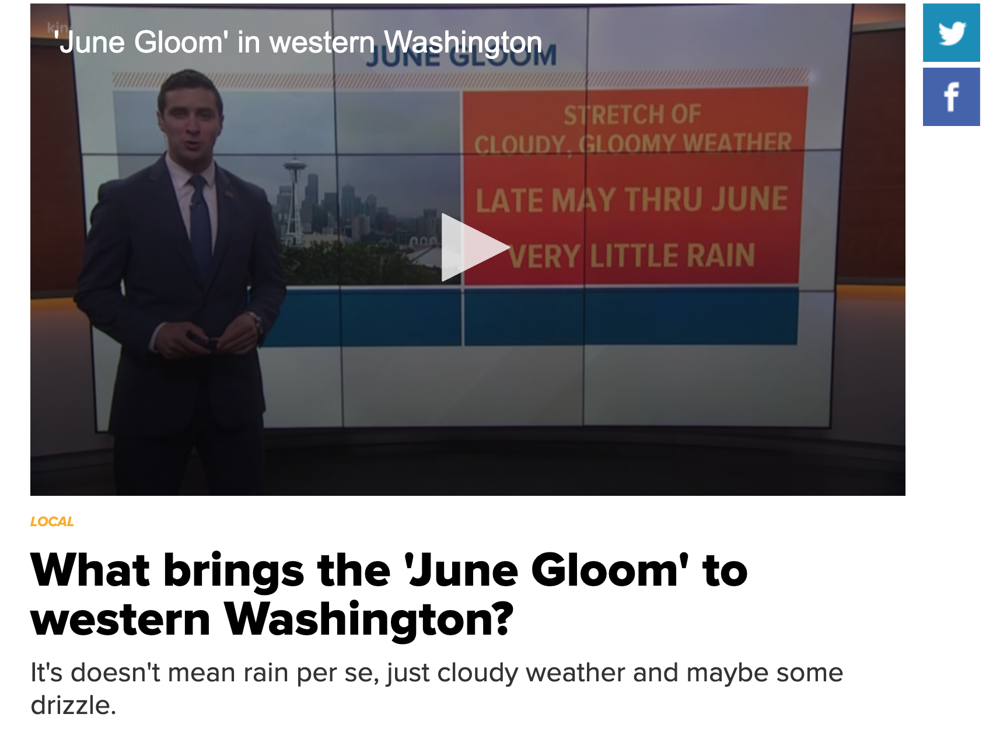 'June Gloom' in western Washington
JUNE GLOOM
STRETCH OF
CLOUDY, GLOOMY WEATHER
LATE MAY THRU JUNE
VERY LITTLE RAIN
f
LOCAL
What brings the 'June Gloom' to
western Washington?
It's doesn't mean rain per se, just cloudy weather and maybe some
drizzle.